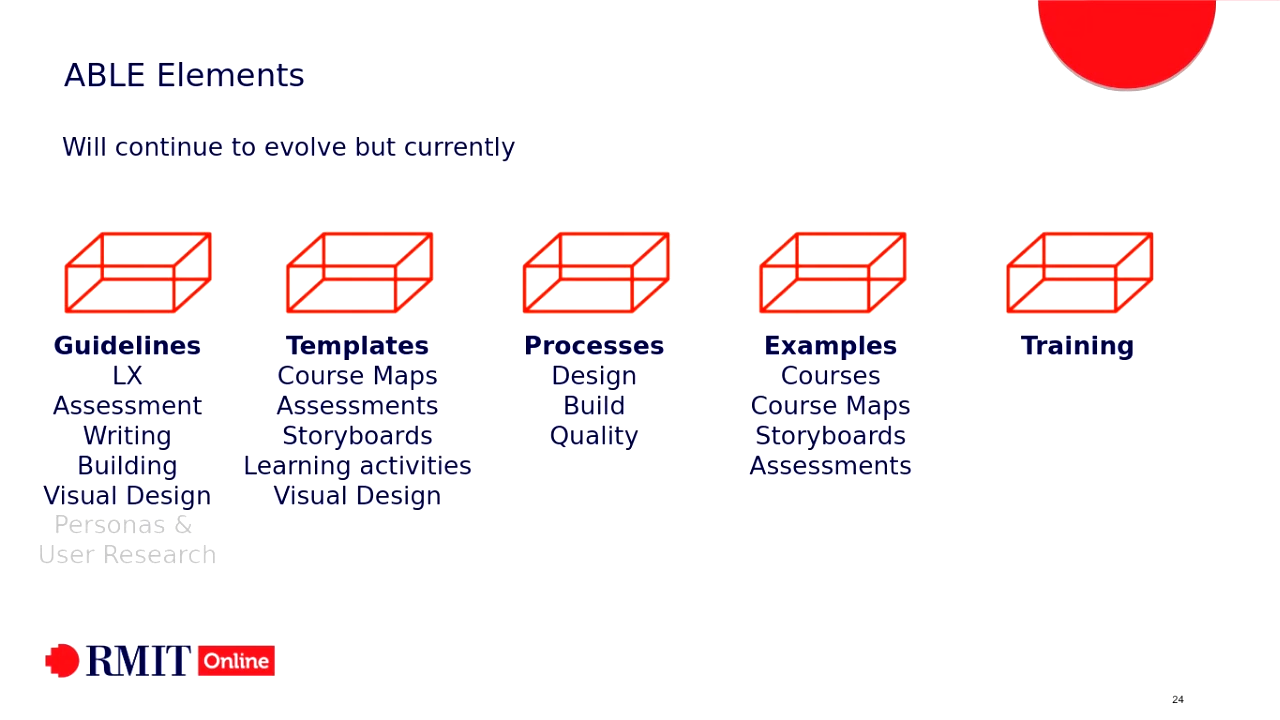 ABLE Elements
Will continue to evolve but currently
Guidelines
LX
Assessment
Writing
Building
Visual Design
Personas &
User Research
Templates
Course Maps
Assessments
Storyboards
Learning activities
Visual Design
Processes
Design
Build
Quality
Examples
Courses
Course Maps
Storyboards
Assessments
Training
RMIT Online
24